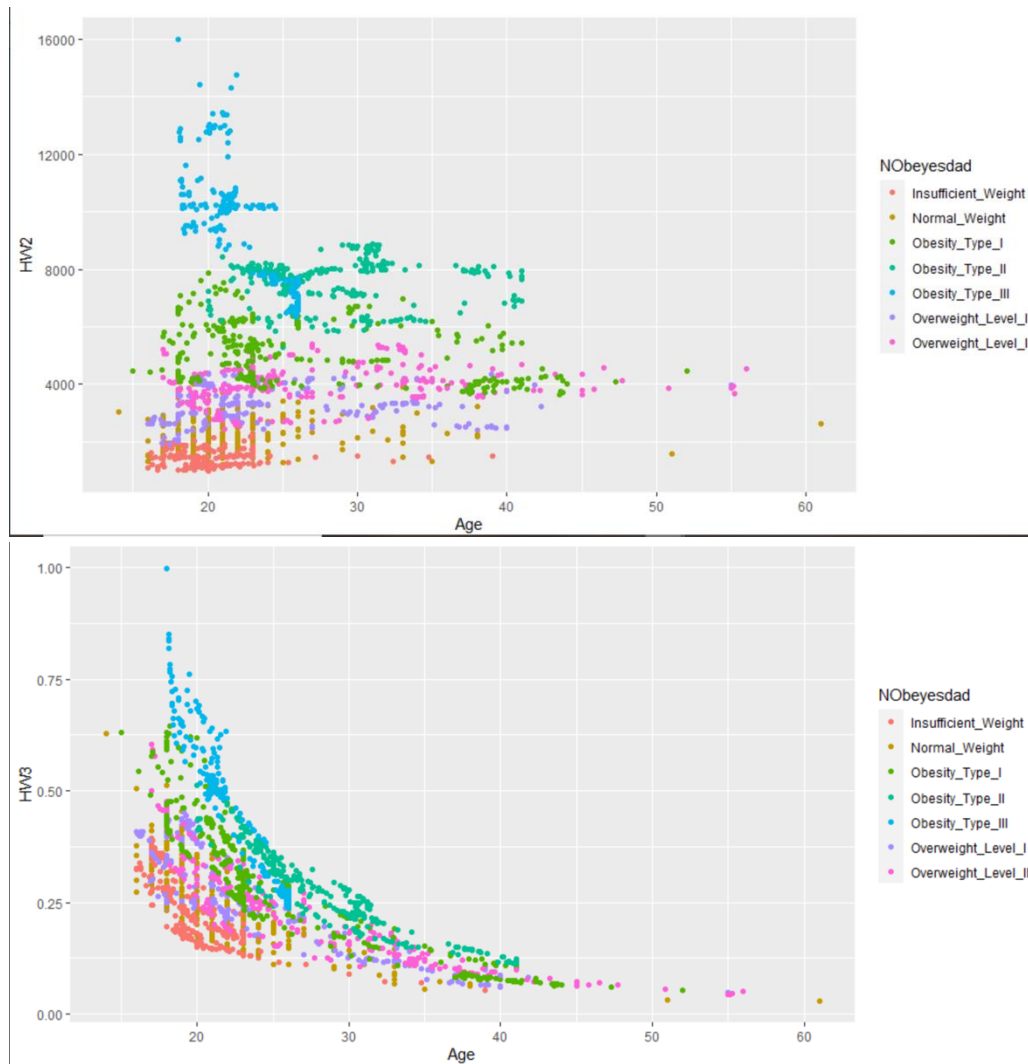 16000
12000
8000
4000
HW2
20
30
40
50
60
Age
NObeyesdad
Insufficient_Weight
Normal_Weight
Obesity_Type_I
Obesity_Type_II
Obesity_Type_III
Overweight_Level_I
Overweight_Level_I
1.00
0.75
0.50
0.25
0.00
HW3
20
30
40
50
60
Age
NObeyesdad
Insufficient_Weight
Normal_Weight
Obesity_Type_I
Obesity_Type_II
Obesity_Type_III
Overweight_Level_I
Overweight_Level_II